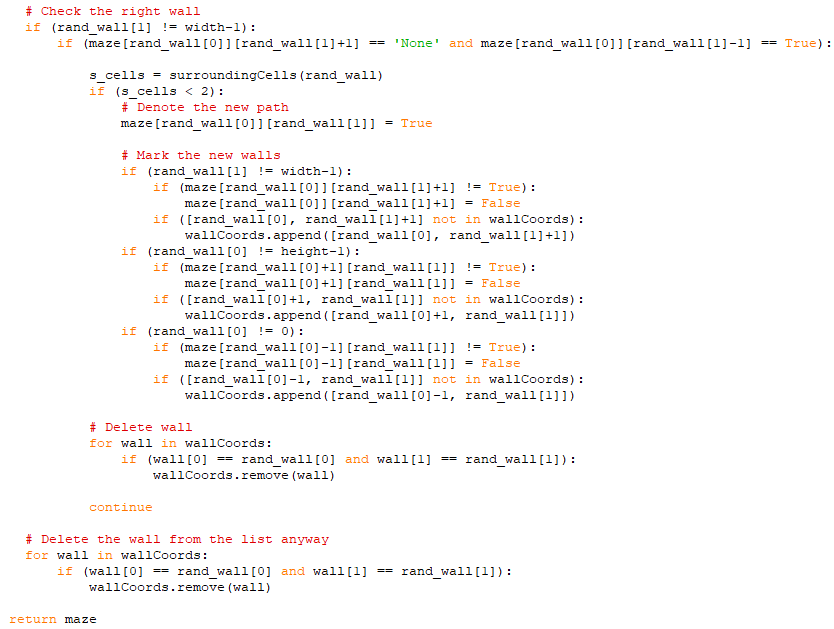 # Check the right wall
if (rand_wall[1] != width-1):
if (maze[rand_wall[0]][rand_wall[1]+1] == 'None' and maze[rand_wall[0]][rand_wall[1]-1] == True):
s_cells = surroundingCells(rand_wall)
if (s_cells < 2):
# Denote the new path
maze[rand_wall[0]][rand_wall[1]] = True
# Mark the new walls
if (rand_wall[1] != width-1):
if (maze[rand_wall[0]][rand_wall[1]+1] != True):
maze[rand_wall[0]][rand_wall[1]+1] = False
if ([rand_wall[0], rand_wall[1]+1] not in wallCoords):
wallCoords.append([rand_wall[0], rand_wall[1]+1])
if (rand_wall[0] != height-1):
if (maze[rand_wall[0]+1][rand_wall[1]] != True):
maze[rand_wall[0]+1][rand_wall[1]] = False
if ([rand_wall[0]+1, rand_wall[1]] not in wallCoords):
wallCoords.append([rand_wall[0]+1, rand_wall[1]])
if (rand_wall[0] != 0):
if (maze[rand_wall[0]-1][rand_wall[1]] != True):
maze[rand_wall[0]-1][rand_wall[1]] = False
if ([rand_wall[0]-1, rand_wall[1]] not in wallCoords):
wallCoords.append([rand_wall[0]-1, rand_wall[1]])
# Delete wall
for wall in wallCoords:
if (wall[0] == rand_wall[0] and wall[1] == rand_wall[1]):
wallCoords.remove(wall)
continue
# Delete the wall from the list anyway
for wall in wallCoords:
if (wall[0] == rand_wall[0] and wall[1] == rand_wall[1]):
wallCoords.remove(wall)
return maze